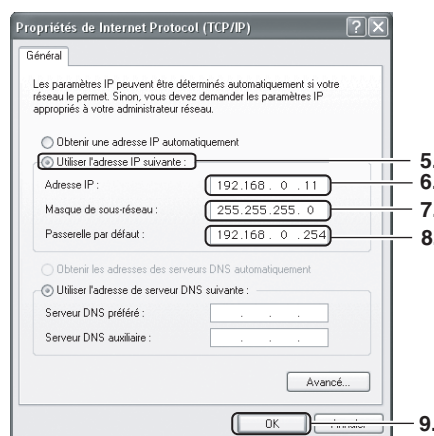 Propriétés de Internet Protocol (TCP/IP)
Général
Les paramètres IP peuvent être déterminés automatiquement si votre
réseau le permet. Sinon, vous devez demander les paramètres IP
appropriés à votre administrateur réseau.
Obtenir une adresse IP automatiquement
Utiliser l'adresse IP suivante : 5.
Adresse IP : 192.168. 0 .11 6.
Masque de sous-réseau : 255.255.255. 0 7.
Passerelle par défaut : 192.168. 0 .254 8
Obtenir les adresses des serveurs DNS automatiquement
Utiliser l'adresse de serveur DNS suivante :
Serveur DNS préféré : . . .
Serveur DNS auxiliaire : . . .
Avancé...
OK 9.